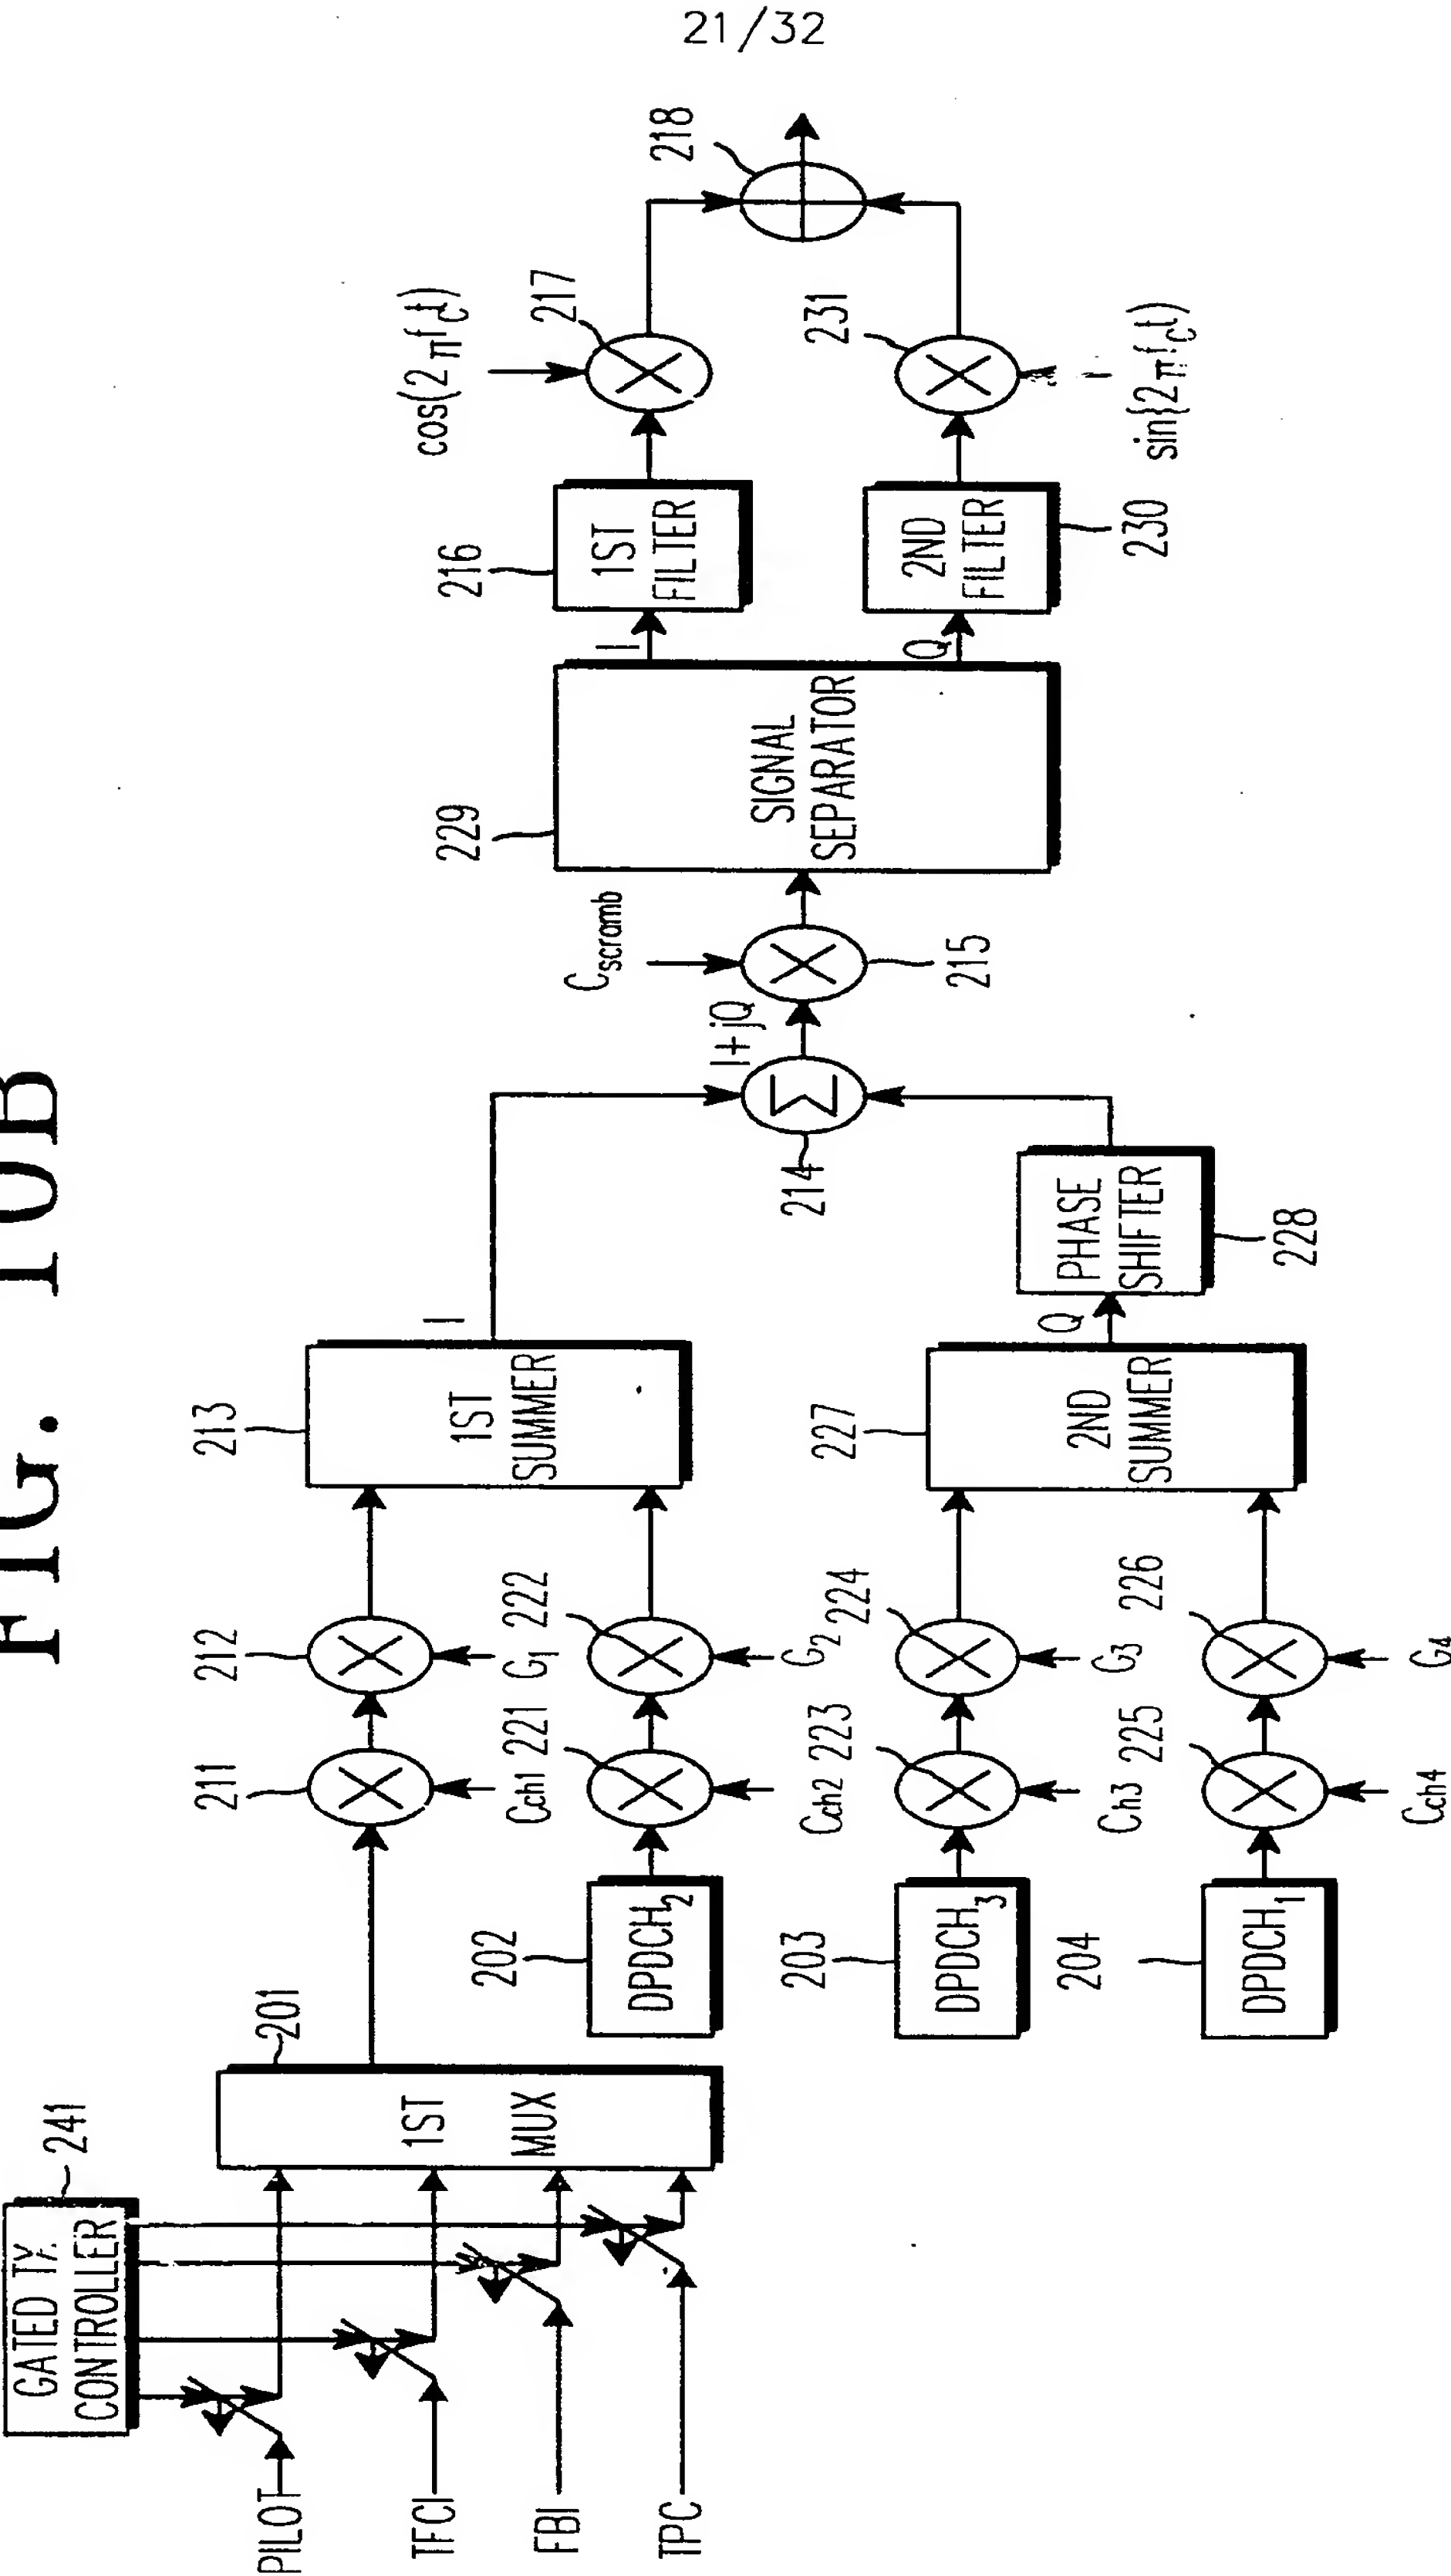 21/32
FIG. 10B
GATED TX
CONTROLLER
241
PILOT
TFCI
FBI
TPC
1ST
MUX
201
211
212
Cch1
G1
213
1ST
SUMMER
I
202
DPDCH2
221
222
Cch2
G2
203
DPDCH3
223
224
Ch3
G3
204
DPDCH1
225
226
Cch4
G4
227
2ND
SUMMER
Q
PHASE
SHIFTER
228
214
Σ
I+jQ
Cscramb
215
229
SIGNAL
SEPARATOR
I
Q
216
1ST
FILTER
2ND
FILTER
230
cos(2πfct)
217
231
sin{2πfct)
218